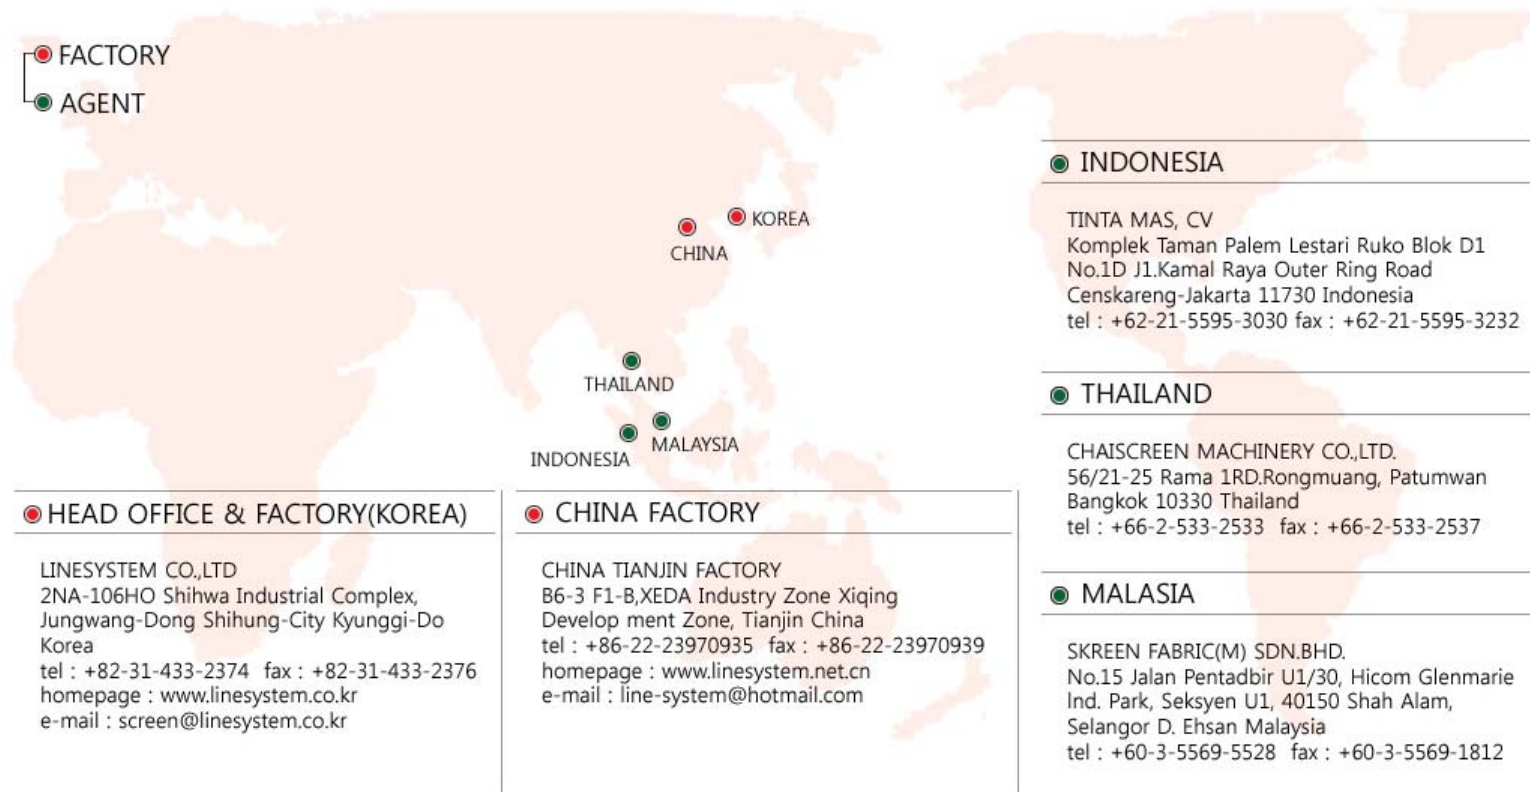 FACTORY
AGENT
KOREA
CHINA
THAILAND
MALAYSIA
INDONESIA
HEAD OFFICE & FACTORY(KOREA)
LINESYSTEM CO.,LTD
2NA-106HO Shihwa Industrial Complex,
Jungwang-Dong Shihung-City Kyunggi-Do
Korea
tel : +82-31-433-2374 fax : +82-31-433-2376
homepage : www.linesystem.co.kr
e-mail : screen@linesystem.co.kr
CHINA FACTORY
CHINA TIANJIN FACTORY
B6-3 F1-B,XEDA Industry Zone Xiqing
Develop ment Zone, Tianjin China
tel : +86-22-23970935 fax : +86-22-23970939
homepage : www.linesystem.net.cn
e-mail : line-system@hotmail.com
INDONESIA
TINTA MAS, CV
Komplek Taman Palem Lestari Ruko Blok D1
No.1D J1.Kamal Raya Outer Ring Road
Censkareng-Jakarta 11730 Indonesia
tel : +62-21-5595-3030 fax : +62-21-5595-3232
THAILAND
CHAISCREEN MACHINERY CO.,LTD.
56/21-25 Rama 1RD.Rongmuang, Patumwan
Bangkok 10330 Thailand
tel : +66-2-533-2533 fax : +66-2-533-2537
MALASIA
SKREEN FABRIC(M) SDN.BHD.
No.15 Jalan Pentadbir U1/30, Hicom Glenmarie
Ind. Park, Seksyen U1, 40150 Shah Alam,
Selangor D. Ehsan Malaysia
tel : +60-3-5569-5528 fax : +60-3-5569-1812